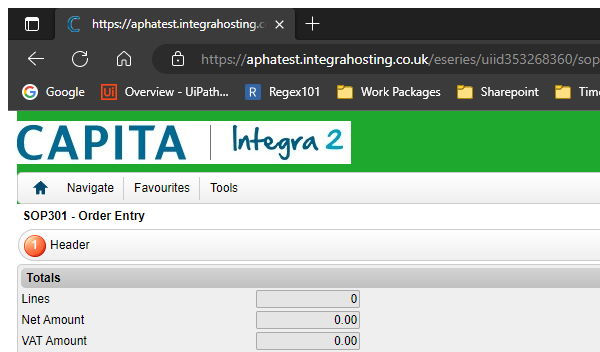 https://aphatest.integrahosting.c
https://aphatest.integrahosting.co.uk/eseries/uiid353268360/sop
Google Ui Overview - UiPath... R Regex101 Work Packages Sharepoint Time
CAPITA Integra 2
Navigate Favourites Tools
SOP301 - Order Entry
1 Header
Totals
Lines 0
Net Amount 0.00
VAT Amount 0.00